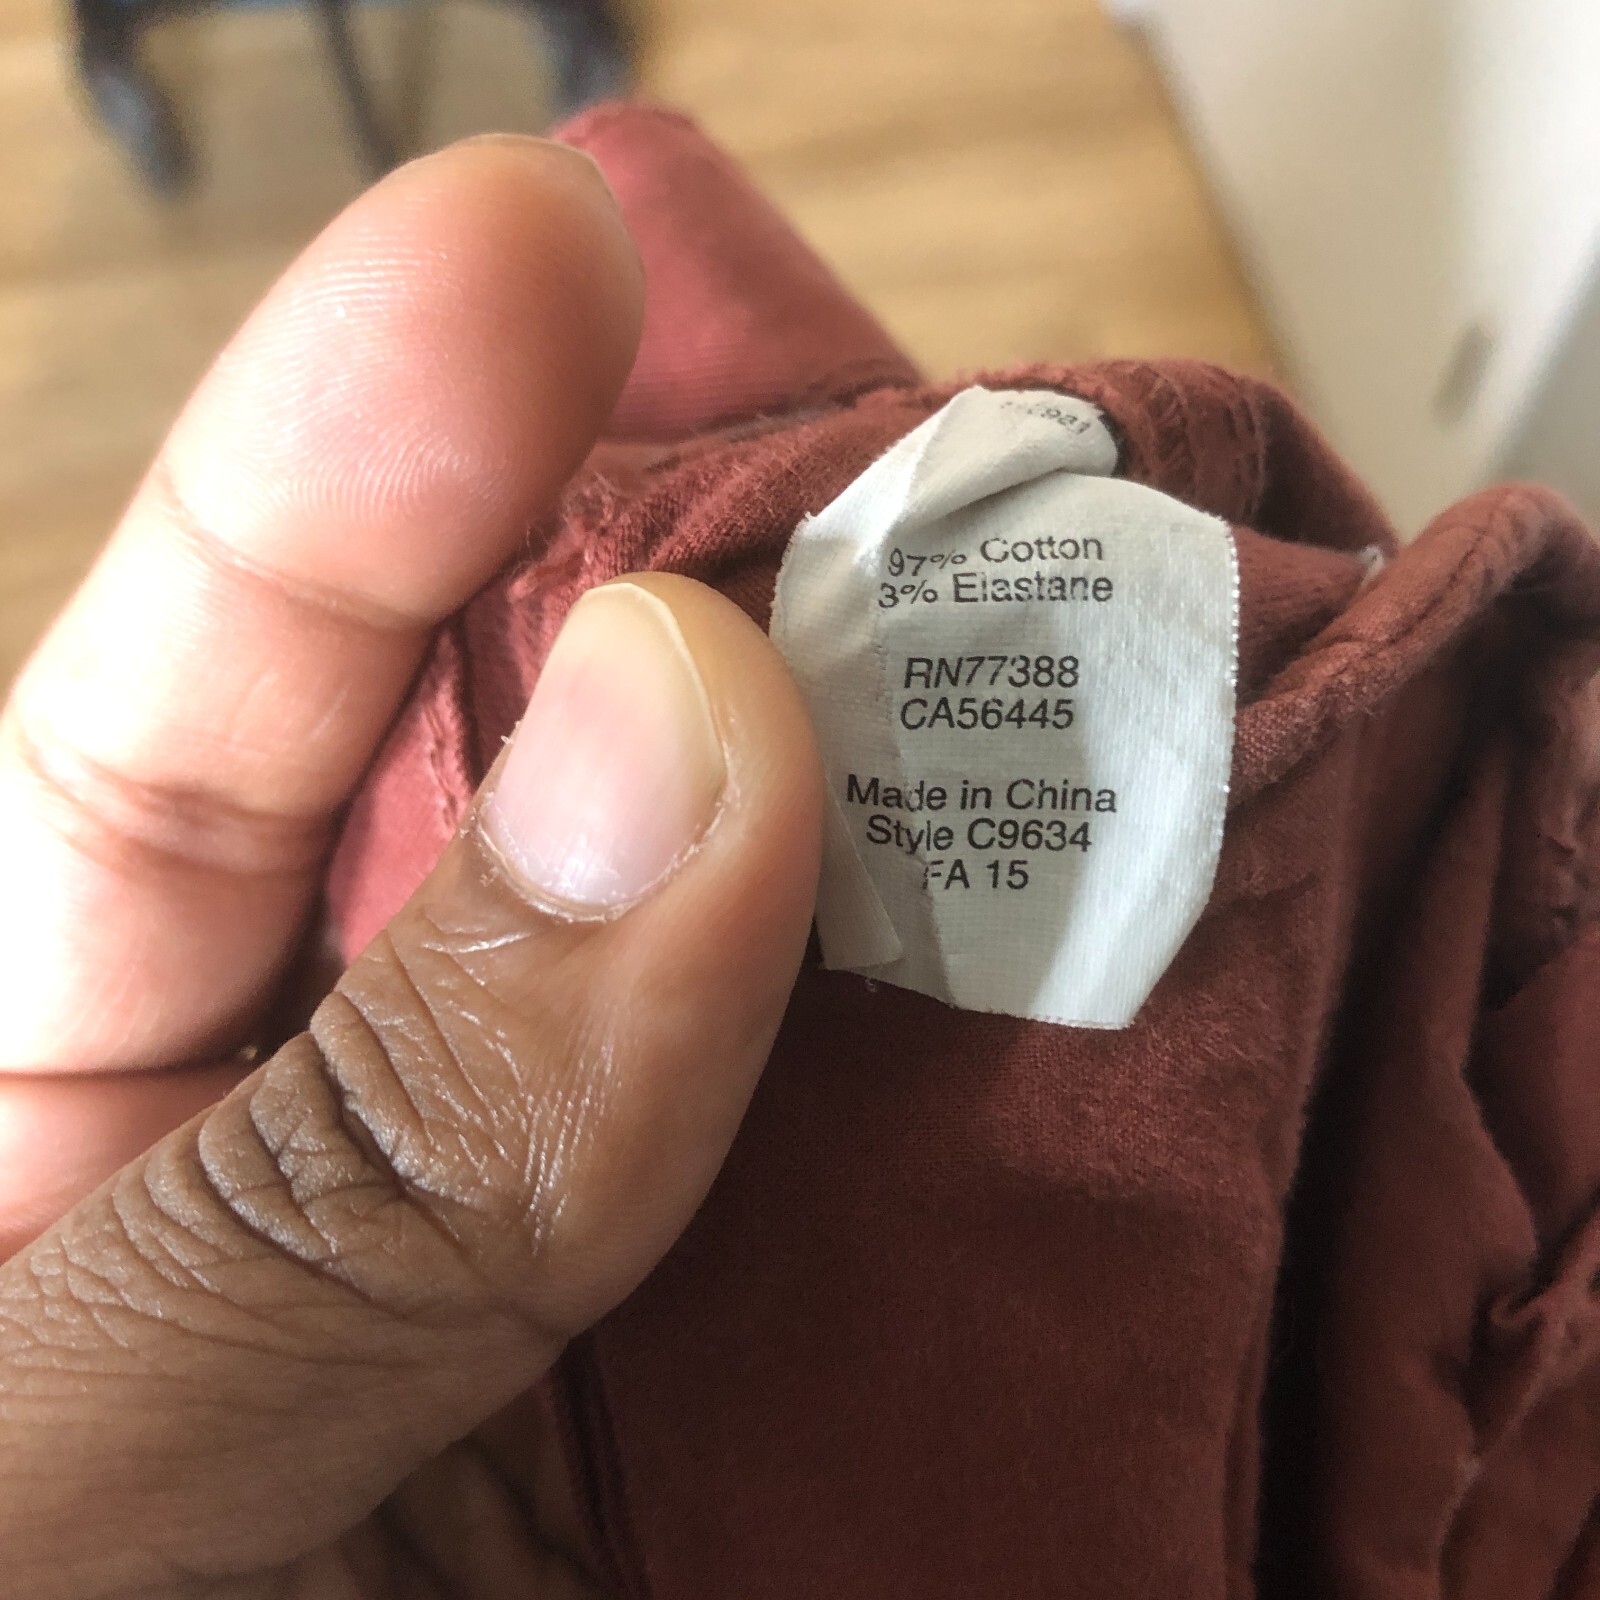 97% Cotton
3% Elastane
RN77388
CA56445
Made in China
Style C9634
FA 15